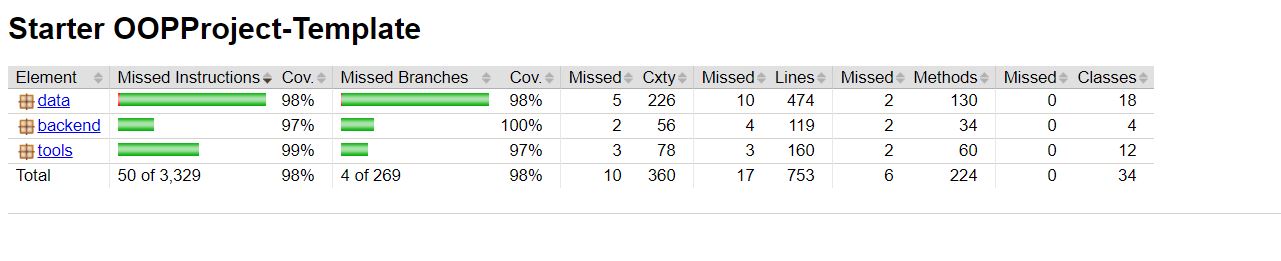 Starter OOPProject-Template
Element Missed Instructions Cov. Missed Branches Cov. Missed Cxty Missed Lines Missed Methods Missed Classes
data 98% 98% 5 226 10 474 2 130 0 18
backend 97% 100% 2 56 4 119 2 34 0 4
tools 99% 97% 3 78 3 160 2 60 0 12
Total 50 of 3,329 98% 4 of 269 98% 10 360 17 753 6 224 0 34